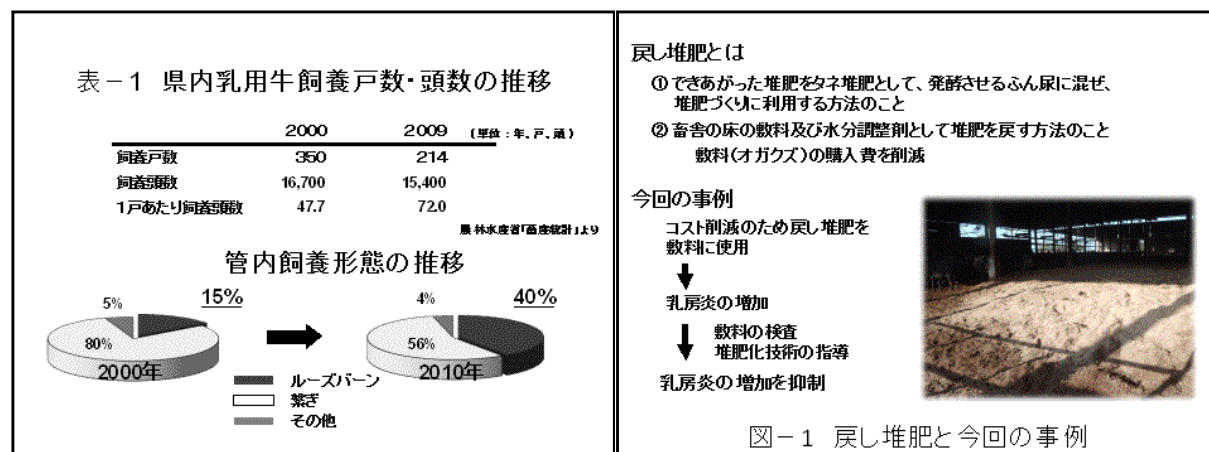 表-1 県内乳用牛飼養戸数・頭数の推移
2000 2009 (単位:年、戸、頭)
飼養戸数 350 214
飼養頭数 16,700 15,400
1戸あたり飼養頭数 47.7 72.0
農林水産省「畜産統計」より
管内飼養形態の推移
5% 15%
80%
2000年
4% 40%
56%
2010年
ルーズバーン
繋ぎ
その他
戻し堆肥とは
① できあがった堆肥をタネ堆肥として、発酵させるふん尿に混ぜ、
堆肥づくりに利用する方法のこと
② 畜舎の床の敷料及び水分調整剤として堆肥を戻す方法のこと
敷料(オガクズ)の購入費を削減
今回の事例
コスト削減のため戻し堆肥を
敷料に使用
乳房炎の増加
敷料の検査
堆肥化技術の指導
乳房炎の増加を抑制
図-1 戻し堆肥と今回の事例